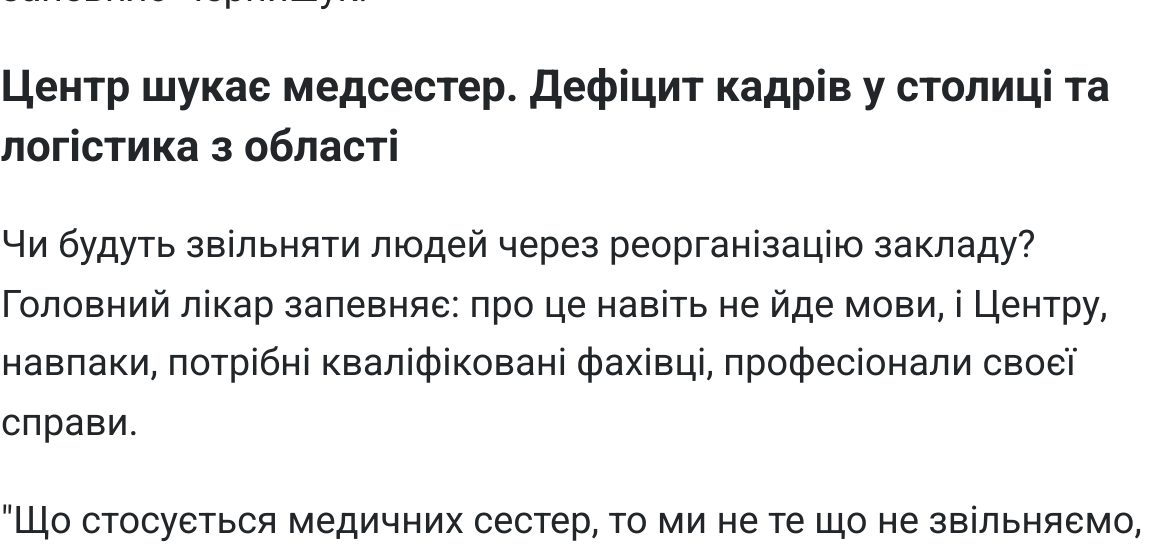 Центр шукає медсестер. Дефіцит кадрів у столиці та
логістика з області
Чи будуть звільняти людей через реорганізацію закладу?
Головний лікар запевняє: про це навіть не йде мови, і Центру,
навпаки, потрібні кваліфіковані фахівці, професіонали своєї
справи.
"Що стосується медичних сестер, то ми не те що не звільняємо,